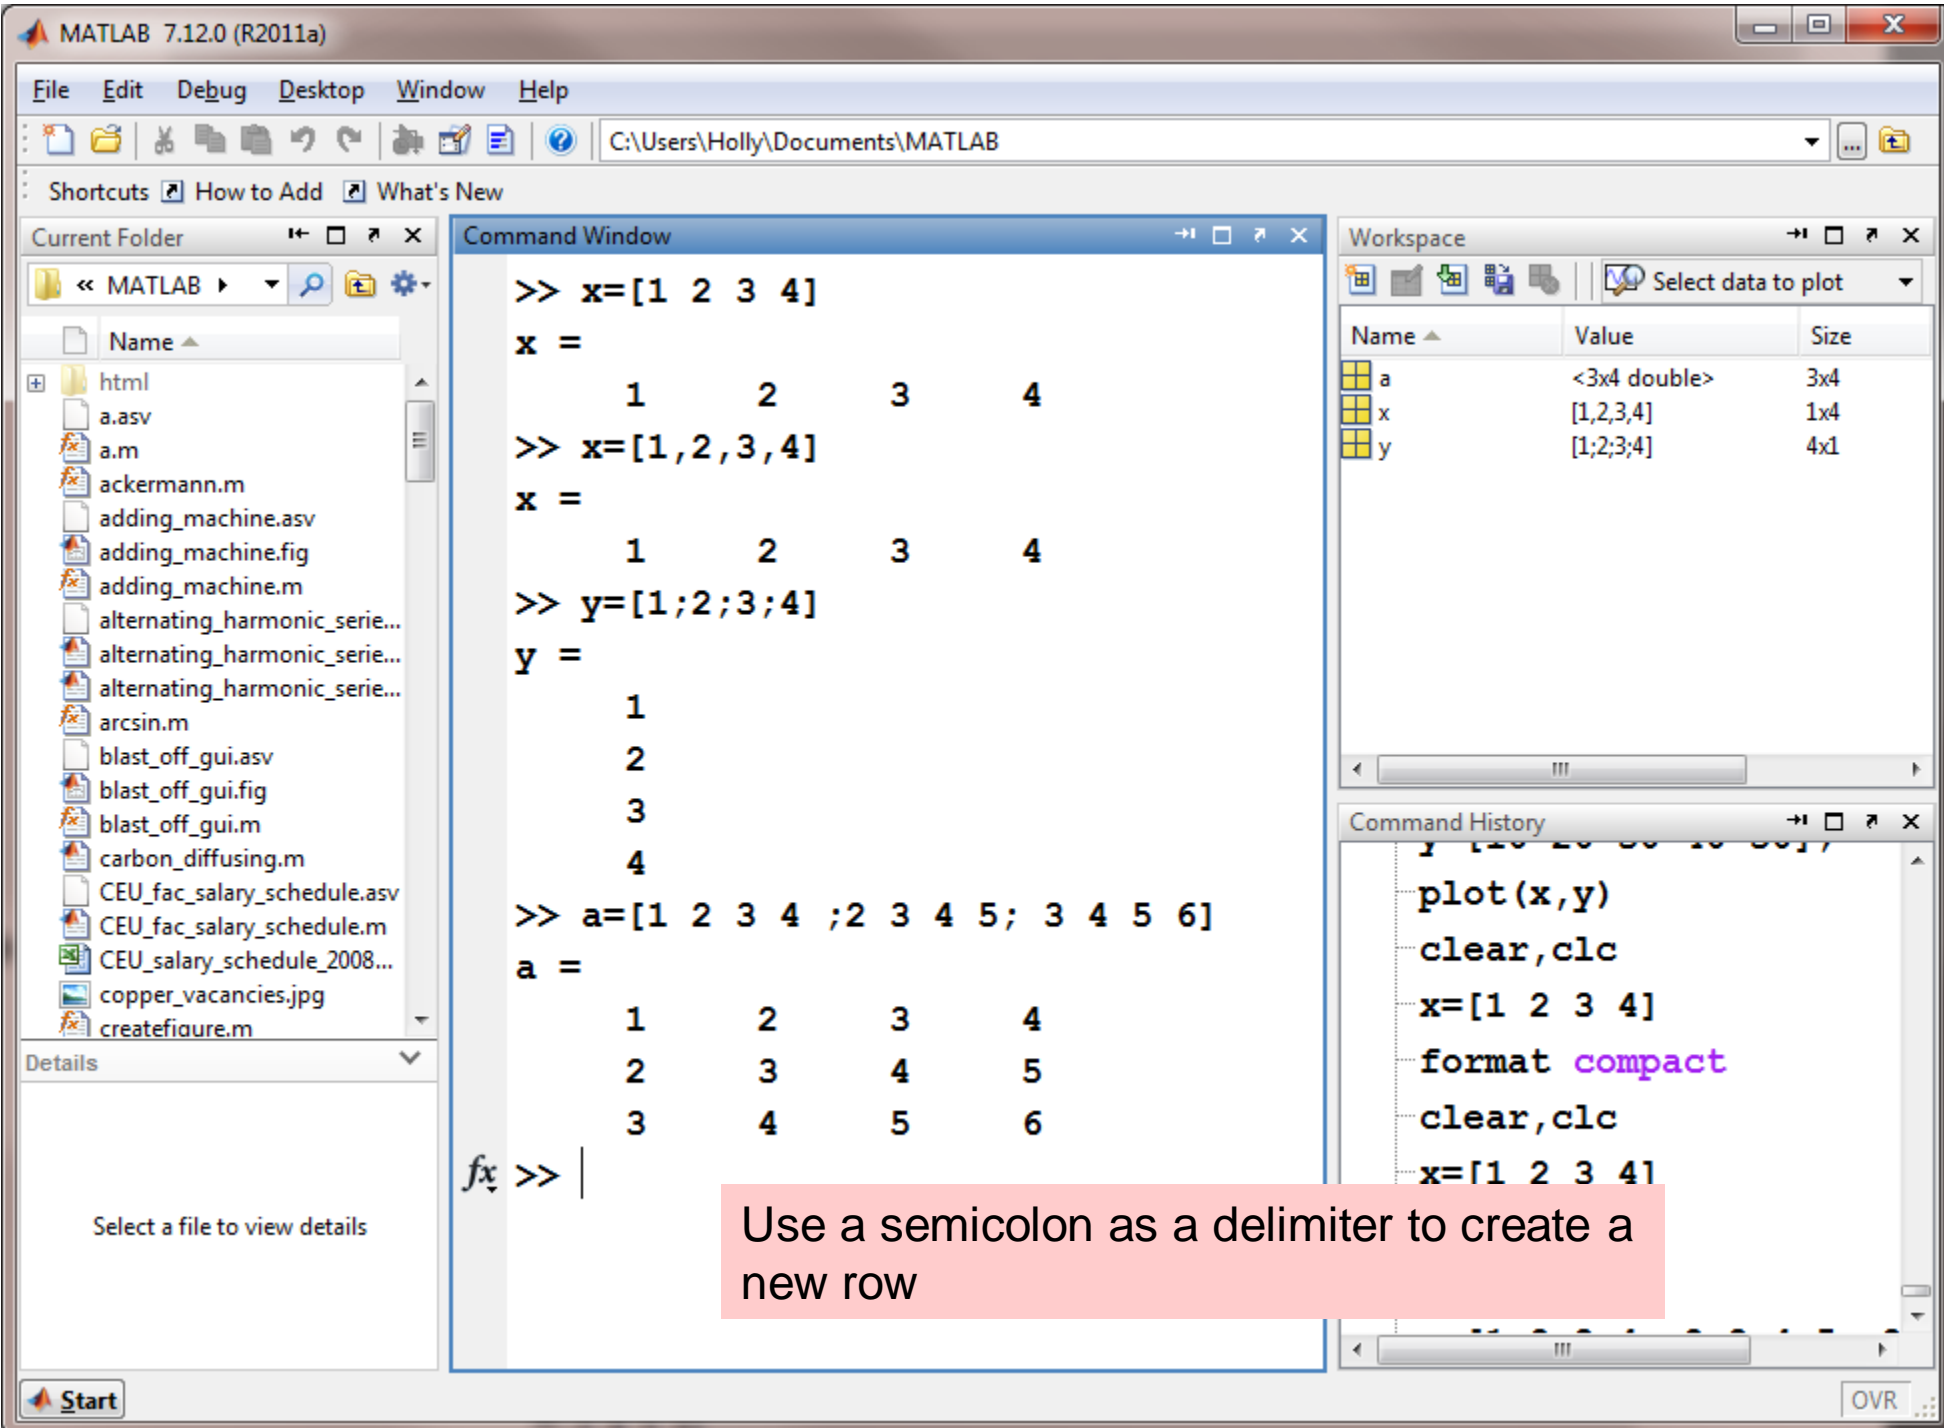 MATLAB 7.12.0 (R2011a)
File Edit Debug Desktop Window Help
C:\Users\Holly\Documents\MATLAB
Shortcuts How to Add What's New
Current Folder
« MATLAB
Name
html
a.asv
a.m
ackermann.m
adding_machine.asv
adding_machine.fig
adding_machine.m
alternating_harmonic_serie...
alternating_harmonic_serie...
alternating_harmonic_serie...
arcsin.m
blast_off_gui.asv
blast_off_gui.fig
blast_off_gui.m
carbon_diffusing.m
CEU_fac_salary_schedule.asv
CEU_fac_salary_schedule.m
CEU_salary_schedule_2008...
copper_vacancies.jpg
createfigure.m
Details
Select a file to view details
Command Window
>> x=[1 2 3 4]
x =
1 2 3 4
>> x=[1,2,3,4]
x =
1 2 3 4
>> y=[1;2;3;4]
y =
1
2
3
4
>> a=[1 2 3 4 ;2 3 4 5; 3 4 5 6]
a =
1 2 3 4
2 3 4 5
3 4 5 6
fx >>
Use a semicolon as a delimiter to create a
new row
Workspace
Select data to plot
Name Value Size
a <3x4 double> 3x4
x [1,2,3,4] 1x4
y [1;2;3;4] 4x1
Command History
plot(x,y)
clear,clc
x=[1 2 3 4]
format compact
clear,clc
x=[1 2 3 4]
Start
OVR